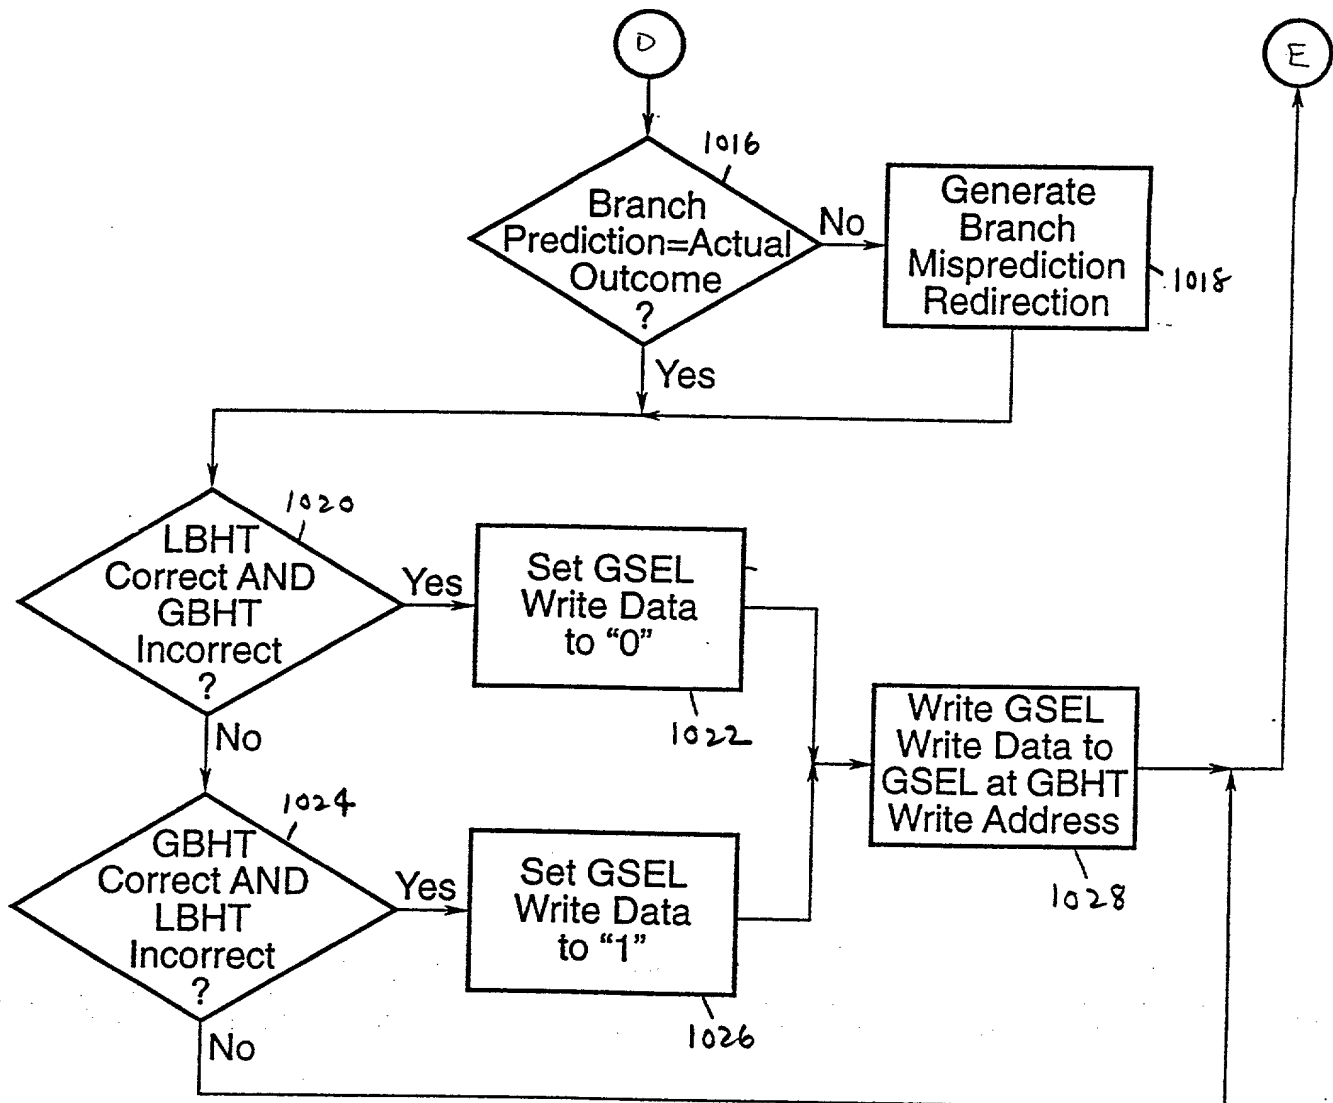 D
E
1016
Branch
Prediction=Actual
Outcome
?
No
Generate
Branch
Misprediction
Redirection
1018
Yes
1020
LBHT
Correct AND
GBHT
Incorrect
?
Yes
Set GSEL
Write Data
to “0”
1022
No
Write GSEL
Write Data to
GSEL at GBHT
Write Address
1028
1024
GBHT
Correct AND
LBHT
Incorrect
?
Yes
Set GSEL
Write Data
to “1”
1026
No